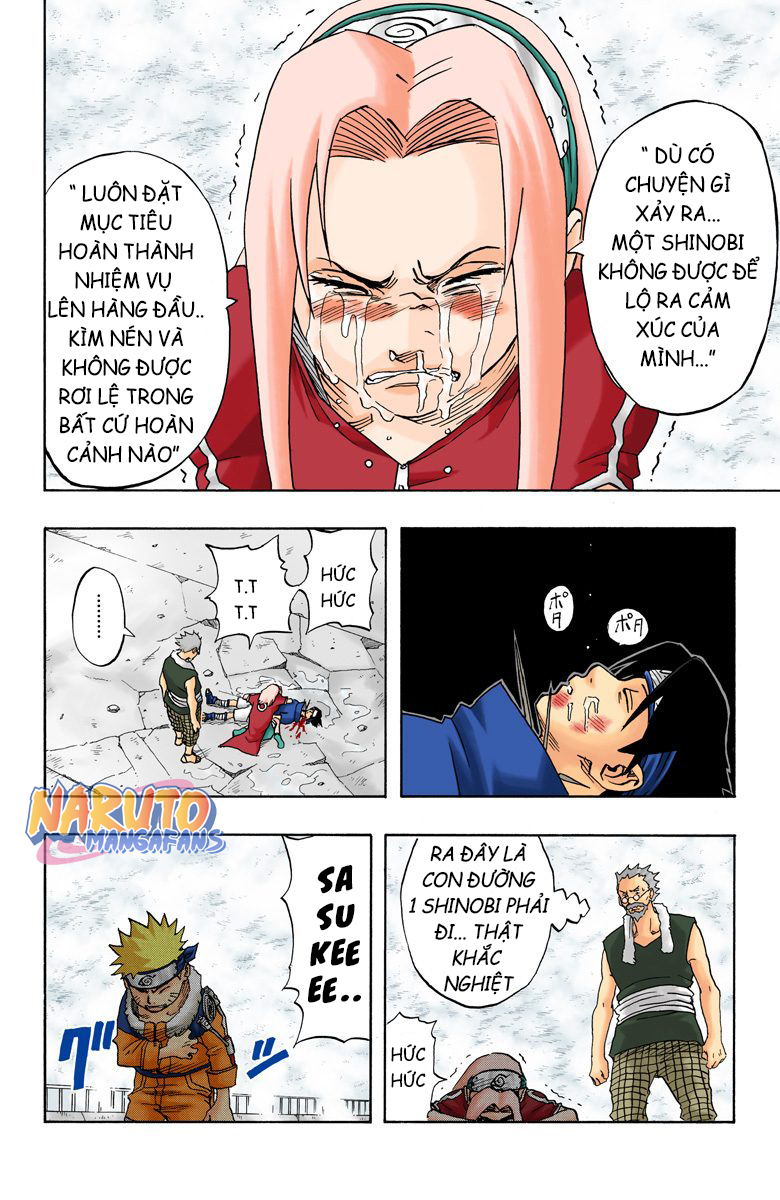 “ DÙ CÓ
CHUYỆN GÌ
XẢY RA...
MỘT SHINOBI
KHÔNG ĐƯỢC ĐỂ
LỘ RA CẢM
XÚC CỦA
MÌNH...”
“ LUÔN ĐẶT
MỤC TIÊU
HOÀN THÀNH
NHIỆM VỤ
LÊN HÀNG ĐẦU..
KÌM NÉN VÀ
KHÔNG ĐƯỢC
RƠI LỆ TRONG
BẤT CỨ HOÀN
CẢNH NÀO”
ポタ
ポタ
HỨC
HỨC
T.T
T.T
.........
RA ĐÂY LÀ
CON ĐƯỜNG
1 SHINOBI PHẢI
ĐI... THẬT
KHẮC
NGHIỆT
HỨC
HỨC
SA
SU
KEE
EE..
グッ
NARUTO
MANGAFANS